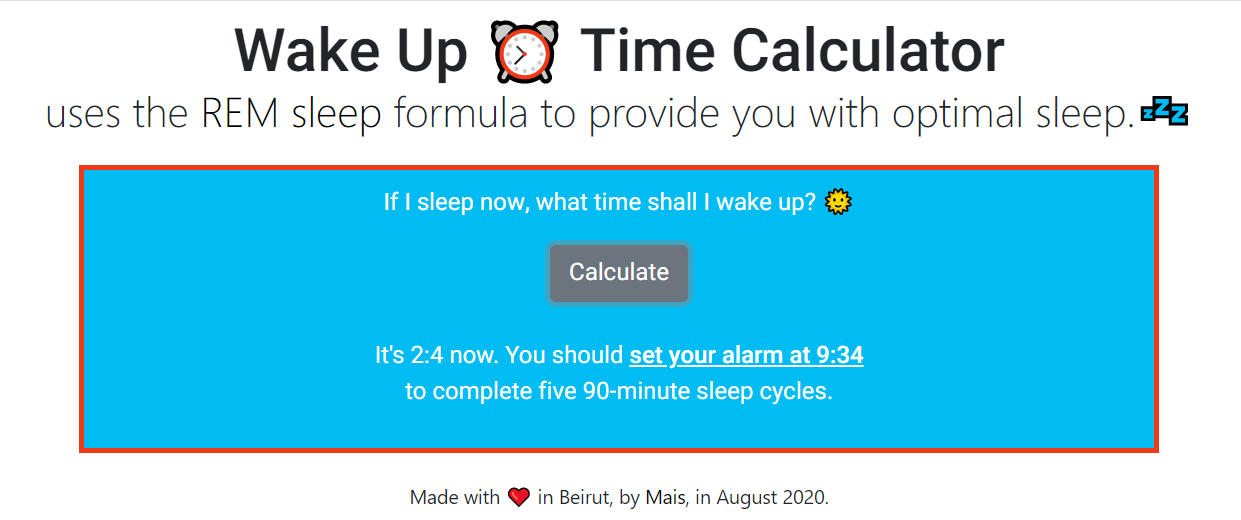 Wake Up ⏰ Time Calculator
uses the REM sleep formula to provide you with optimal sleep.💤
If I sleep now, what time shall I wake up? 🌞
Calculate
It's 2:4 now. You should set your alarm at 9:34
to complete five 90-minute sleep cycles.
Made with ❤️ in Beirut, by Mais, in August 2020.